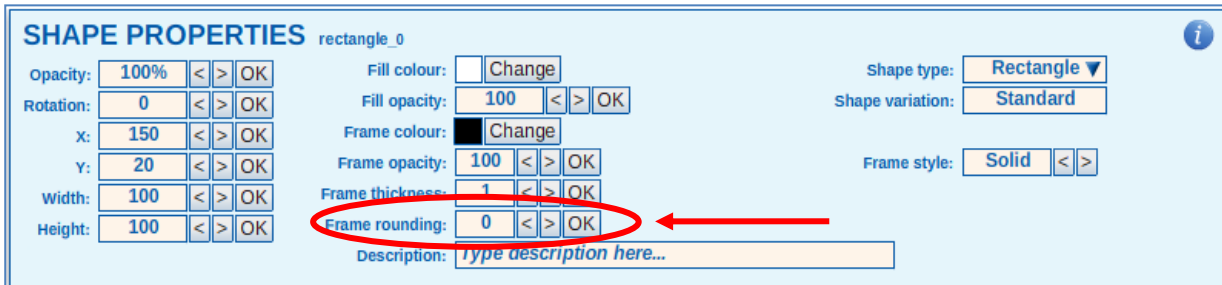 SHAPE PROPERTIES rectangle_0 i
Opacity: 100% < > OK Fill colour: Change Shape type: Rectangle
Rotation: 0 < > OK Fill opacity: 100 < > OK Shape variation: Standard
X: 150 < > OK Frame colour: Change
Y: 20 < > OK Frame opacity: 100 < > OK Frame style: Solid < >
Width: 100 < > OK Frame thickness: 1 < > OK
Height: 100 < > OK Frame rounding: 0 < > OK
Description: Type description here...